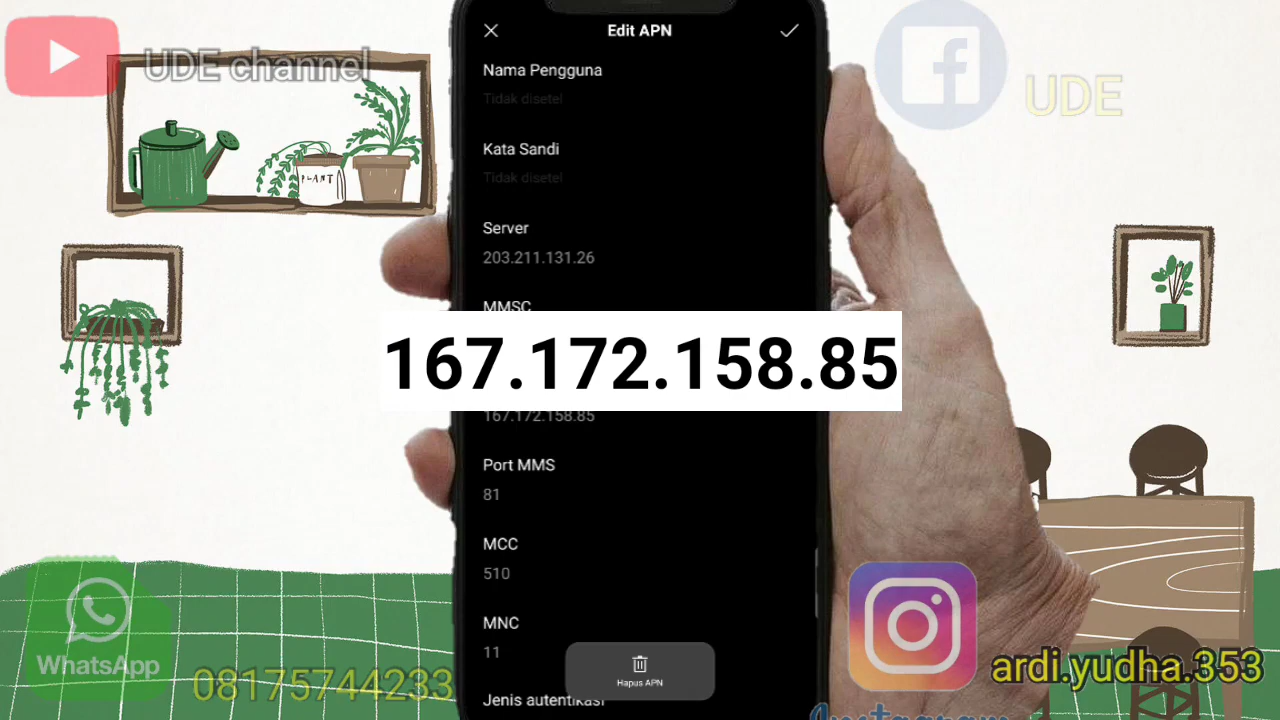 Edit APN
UDE channel
UDE
Nama Pengguna
Tidak disetel
Kata Sandi
Tidak disetel
PLANT
Server
203.211.131.26
MMSC
167.172.158.85
167.172.158.85
Port MMS
81
MCC
510
MNC
11
Hapus APN
Jenis autentikasi
WhatsApp
08175744233
ardi.yudha.353
Instagram